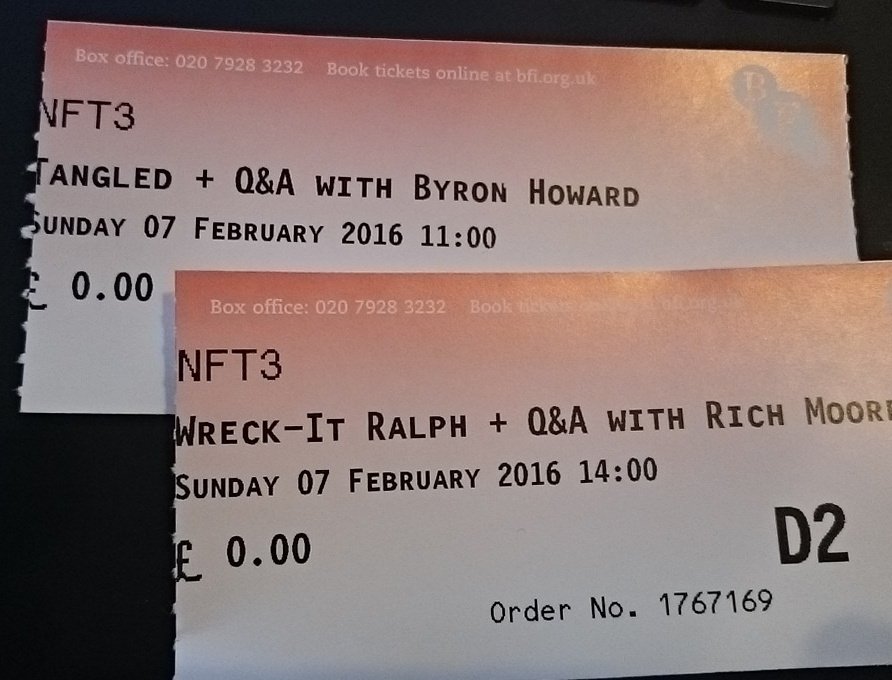 Box office: 020 7928 3232 Book tickets online at bfi.org.uk
NFT3
TANGLED + Q&A WITH BYRON HOWARD
SUNDAY 07 FEBRUARY 2016 11:00
£ 0.00
Box office: 020 7928 3232 Book tickets
NFT3
WRECK-IT RALPH + Q&A WITH RICH MOORE
SUNDAY 07 FEBRUARY 2016 14:00
£ 0.00
D2
Order No. 1767169